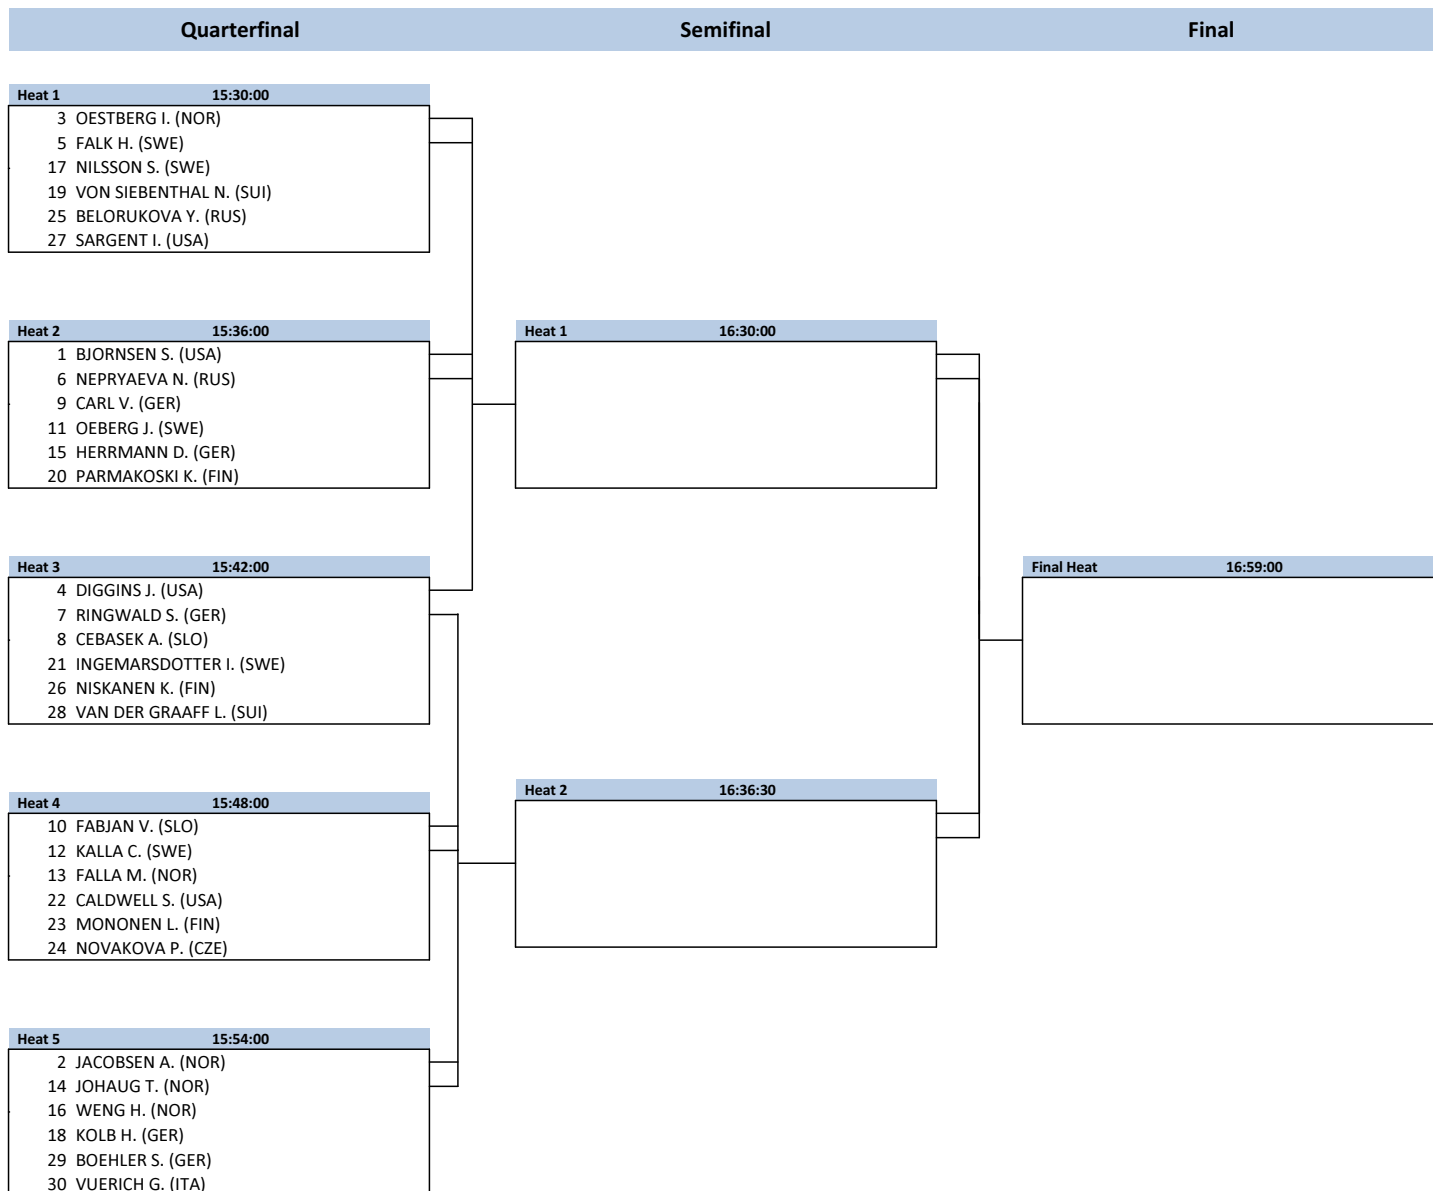 Quarterfinal Semifinal Final
Heat 1 15:30:00
3 OESTBERG I. (NOR)
5 FALK H. (SWE)
17 NILSSON S. (SWE)
19 VON SIEBENTHAL N. (SUI)
25 BELORUKOVA Y. (RUS)
27 SARGENT I. (USA)
Heat 2 15:36:00
1 BJORNSEN S. (USA)
6 NEPRYAEVA N. (RUS)
9 CARL V. (GER)
11 OEBERG J. (SWE)
15 HERRMANN D. (GER)
20 PARMAKOSKI K. (FIN)
Heat 3 15:42:00
4 DIGGINS J. (USA)
7 RINGWALD S. (GER)
8 CEBASEK A. (SLO)
21 INGEMARSDOTTER I. (SWE)
26 NISKANEN K. (FIN)
28 VAN DER GRAAFF L. (SUI)
Heat 4 15:48:00
10 FABJAN V. (SLO)
12 KALLA C. (SWE)
13 FALLA M. (NOR)
22 CALDWELL S. (USA)
23 MONONEN L. (FIN)
24 NOVAKOVA P. (CZE)
Heat 5 15:54:00
2 JACOBSEN A. (NOR)
14 JOHAUG T. (NOR)
16 WENG H. (NOR)
18 KOLB H. (GER)
29 BOEHLER S. (GER)
30 VUERICH G. (ITA)
Heat 1 16:30:00
Heat 2 16:36:30
Final Heat 16:59:00